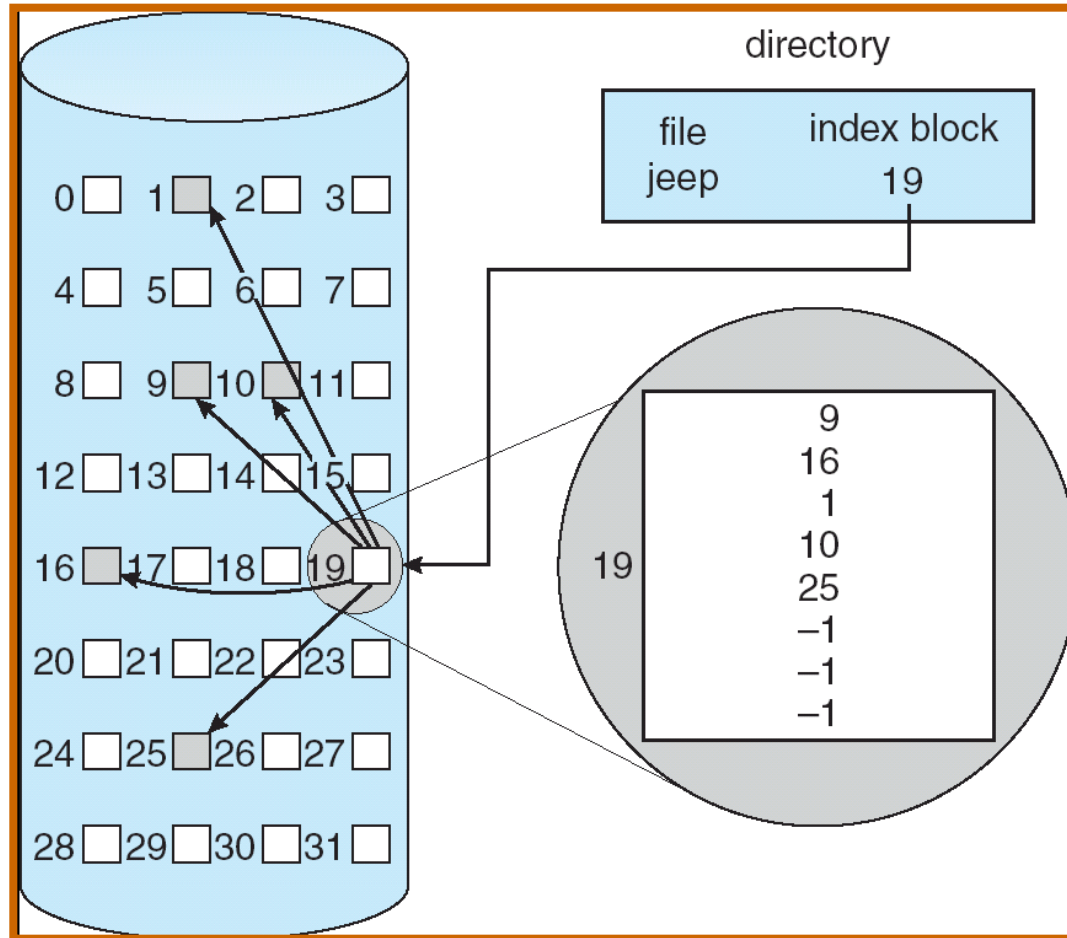 directory
file index block
jeep 19
0 1 2 3
4 5 6 7
8 9 10 11
12 13 14 15
16 17 18 19
20 21 22 23
24 25 26 27
28 29 30 31
19
9
16
1
10
25
–1
–1
–1